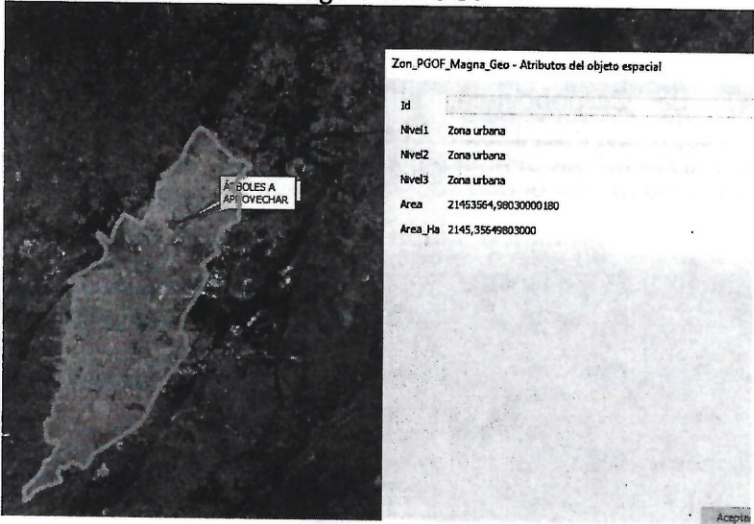 Zon_PGOF_Magna_Geo - Atributos del objeto espacial
Id
Nivel1 Zona urbana
Nivel2 Zona urbana
Nivel3 Zona urbana
Area 21453564,98030000180
Area_Ha 2145,35649803000
ÁRBOLES A
APROVECHAR